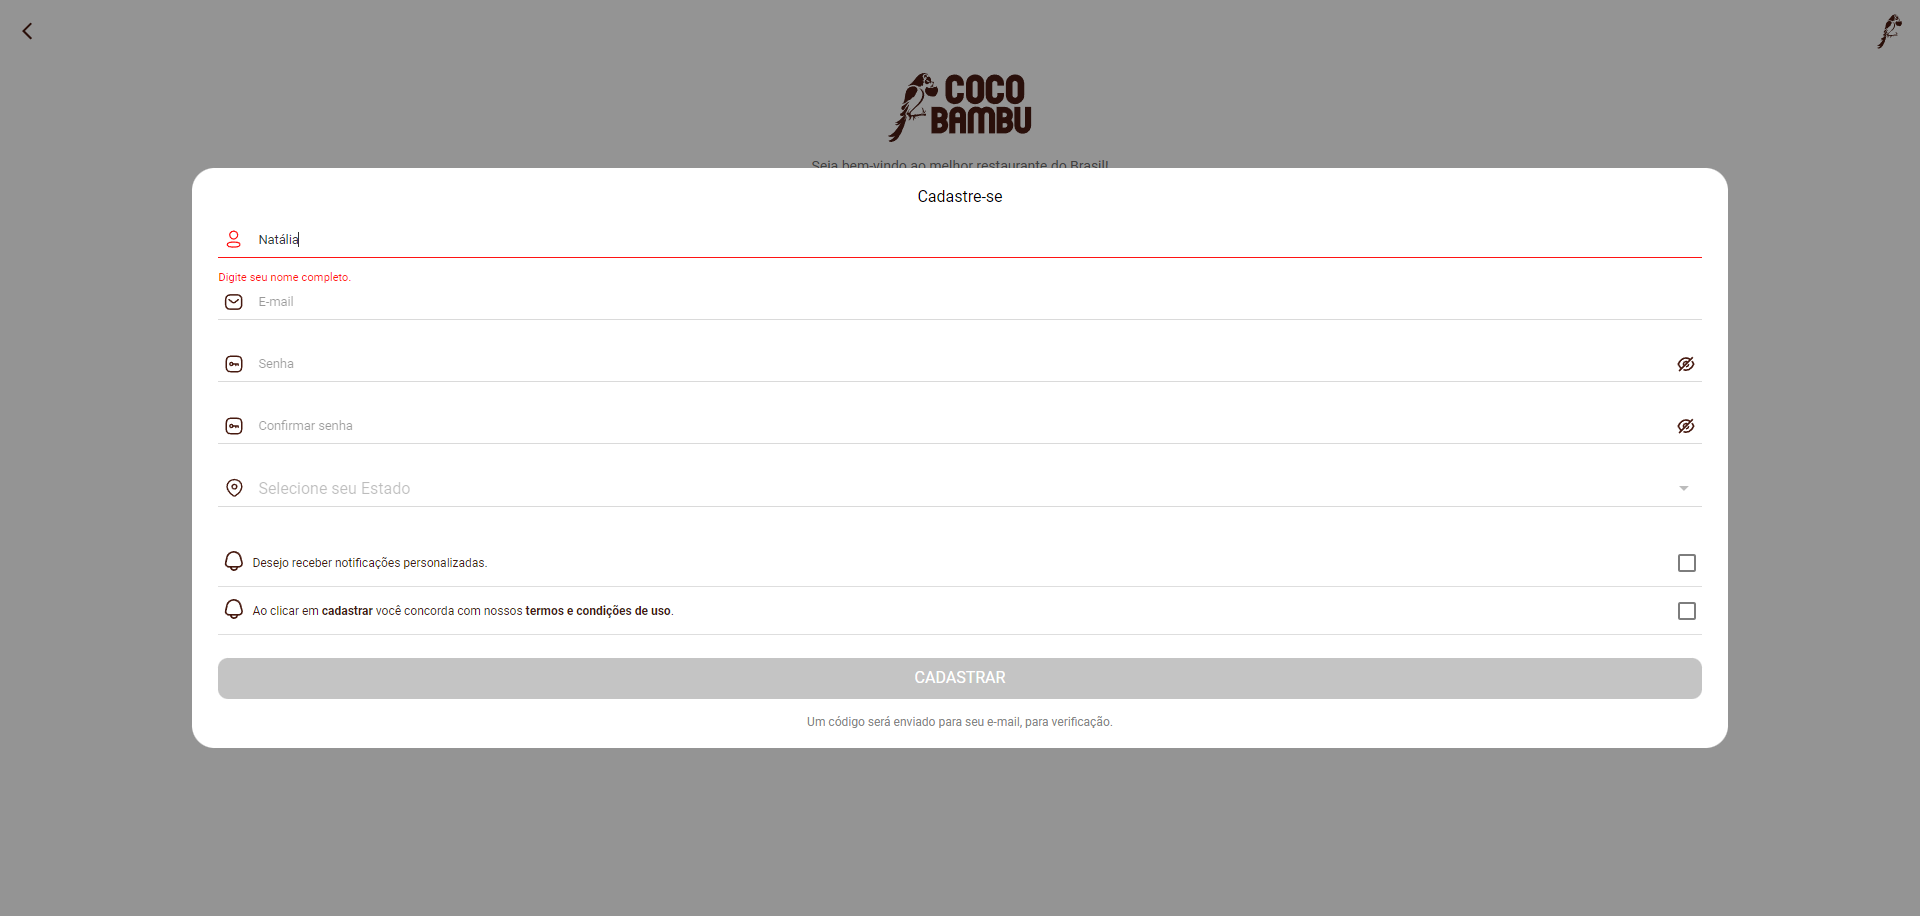 COCO
BAMBU
Seja bem-vindo ao melhor restaurante do Brasil!
Cadastre-se
Natália
Digite seu nome completo.
E-mail
Senha
Confirmar senha
Selecione seu Estado
Desejo receber notificações personalizadas.
Ao clicar em cadastrar você concorda com nossos termos e condições de uso.
CADASTRAR
Um código será enviado para seu e-mail, para verificação.